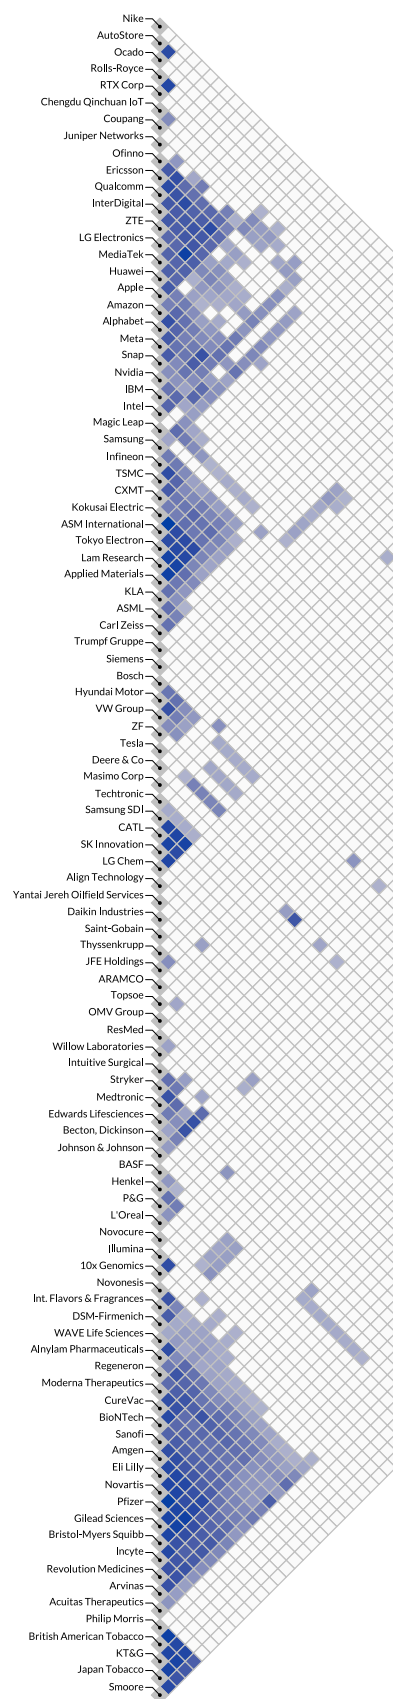 Nike
AutoStore
Ocado
Rolls-Royce
RTX Corp
Chengdu Qinchuan IoT
Coupang
Juniper Networks
Ofinno
Ericsson
Qualcomm
InterDigital
ZTE
LG Electronics
MediaTek
Huawei
Apple
Amazon
Alphabet
Meta
Snap
Nvidia
IBM
Intel
Magic Leap
Samsung
Infineon
TSMC
CXMT
Kokusai Electric
ASM International
Tokyo Electron
Lam Research
Applied Materials
KLA
ASML
Carl Zeiss
Trumpf Gruppe
Siemens
Bosch
Hyundai Motor
VW Group
ZF
Tesla
Deere & Co
Masimo Corp
Techtronic
Samsung SDI
CATL
SK Innovation
LG Chem
Align Technology
Yantai Jereh Oilfield Services
Daikin Industries
Saint-Gobain
Thyssenkrupp
JFE Holdings
ARAMCO
Topsoe
OMV Group
ResMed
Willow Laboratories
Intuitive Surgical
Stryker
Medtronic
Edwards Lifesciences
Becton, Dickinson
Johnson & Johnson
BASF
Henkel
P&G
L'Oreal
Novocure
Illumina
10x Genomics
Novonesis
Int. Flavors & Fragrances
DSM-Firmenich
WAVE Life Sciences
Alnylam Pharmaceuticals
Regeneron
Moderna Therapeutics
CureVac
BioNTech
Sanofi
Amgen
Eli Lilly
Novartis
Pfizer
Gilead Sciences
Bristol-Myers Squibb
Incyte
Revolution Medicines
Arvinas
Acuitas Therapeutics
Philip Morris
British American Tobacco
KT&G
Japan Tobacco
Smoore